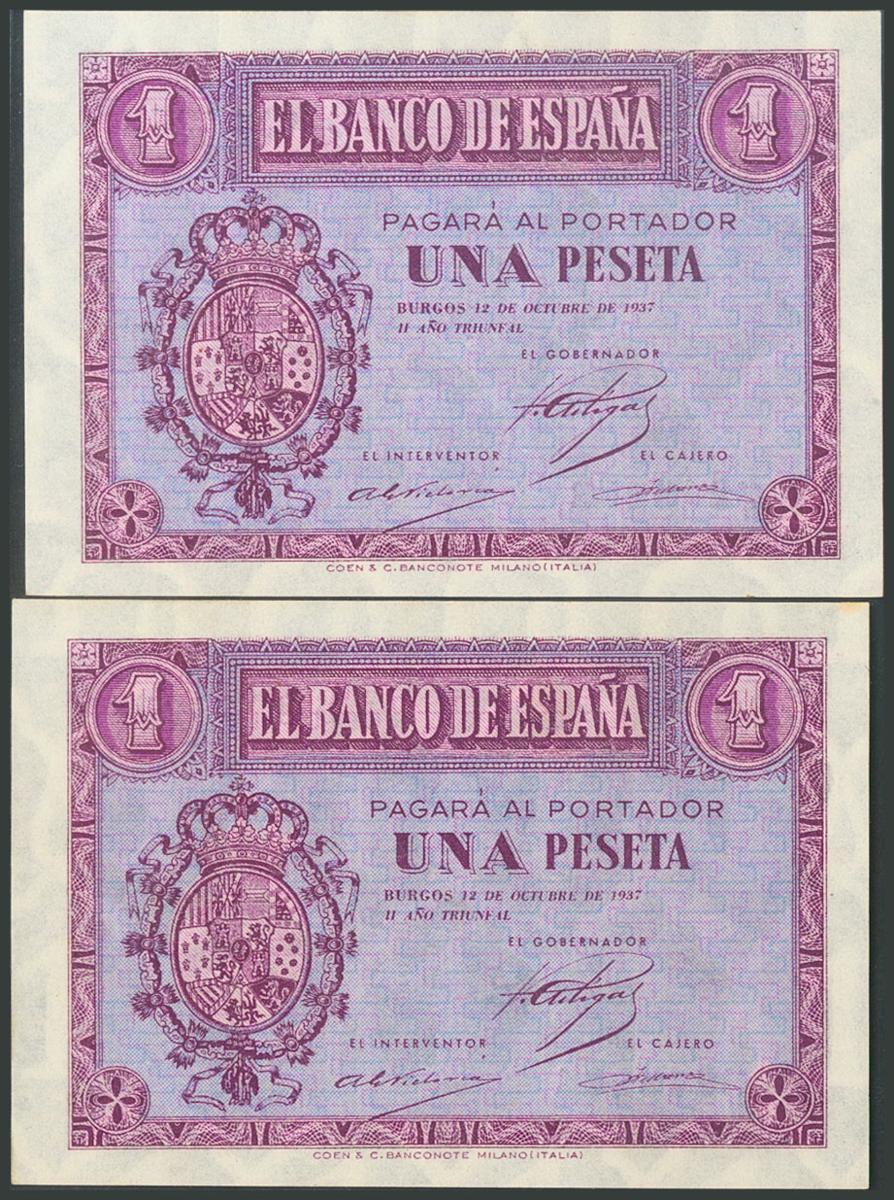 1 EL BANCO DE ESPAÑA 1
PAGARÁ AL PORTADOR
UNA PESETA
BURGOS 12 DE OCTUBRE DE 1937
II AÑO TRIUNFAL
EL GOBERNADOR
EL INTERVENTOR EL CAJERO
COEN & C. BANCONOTE MILANO (ITALIA)
1 EL BANCO DE ESPAÑA 1
PAGARÁ AL PORTADOR
UNA PESETA
BURGOS 12 DE OCTUBRE DE 1937
II AÑO TRIUNFAL
EL GOBERNADOR
EL INTERVENTOR EL CAJERO
COEN & C. BANCONOTE MILANO (ITALIA)